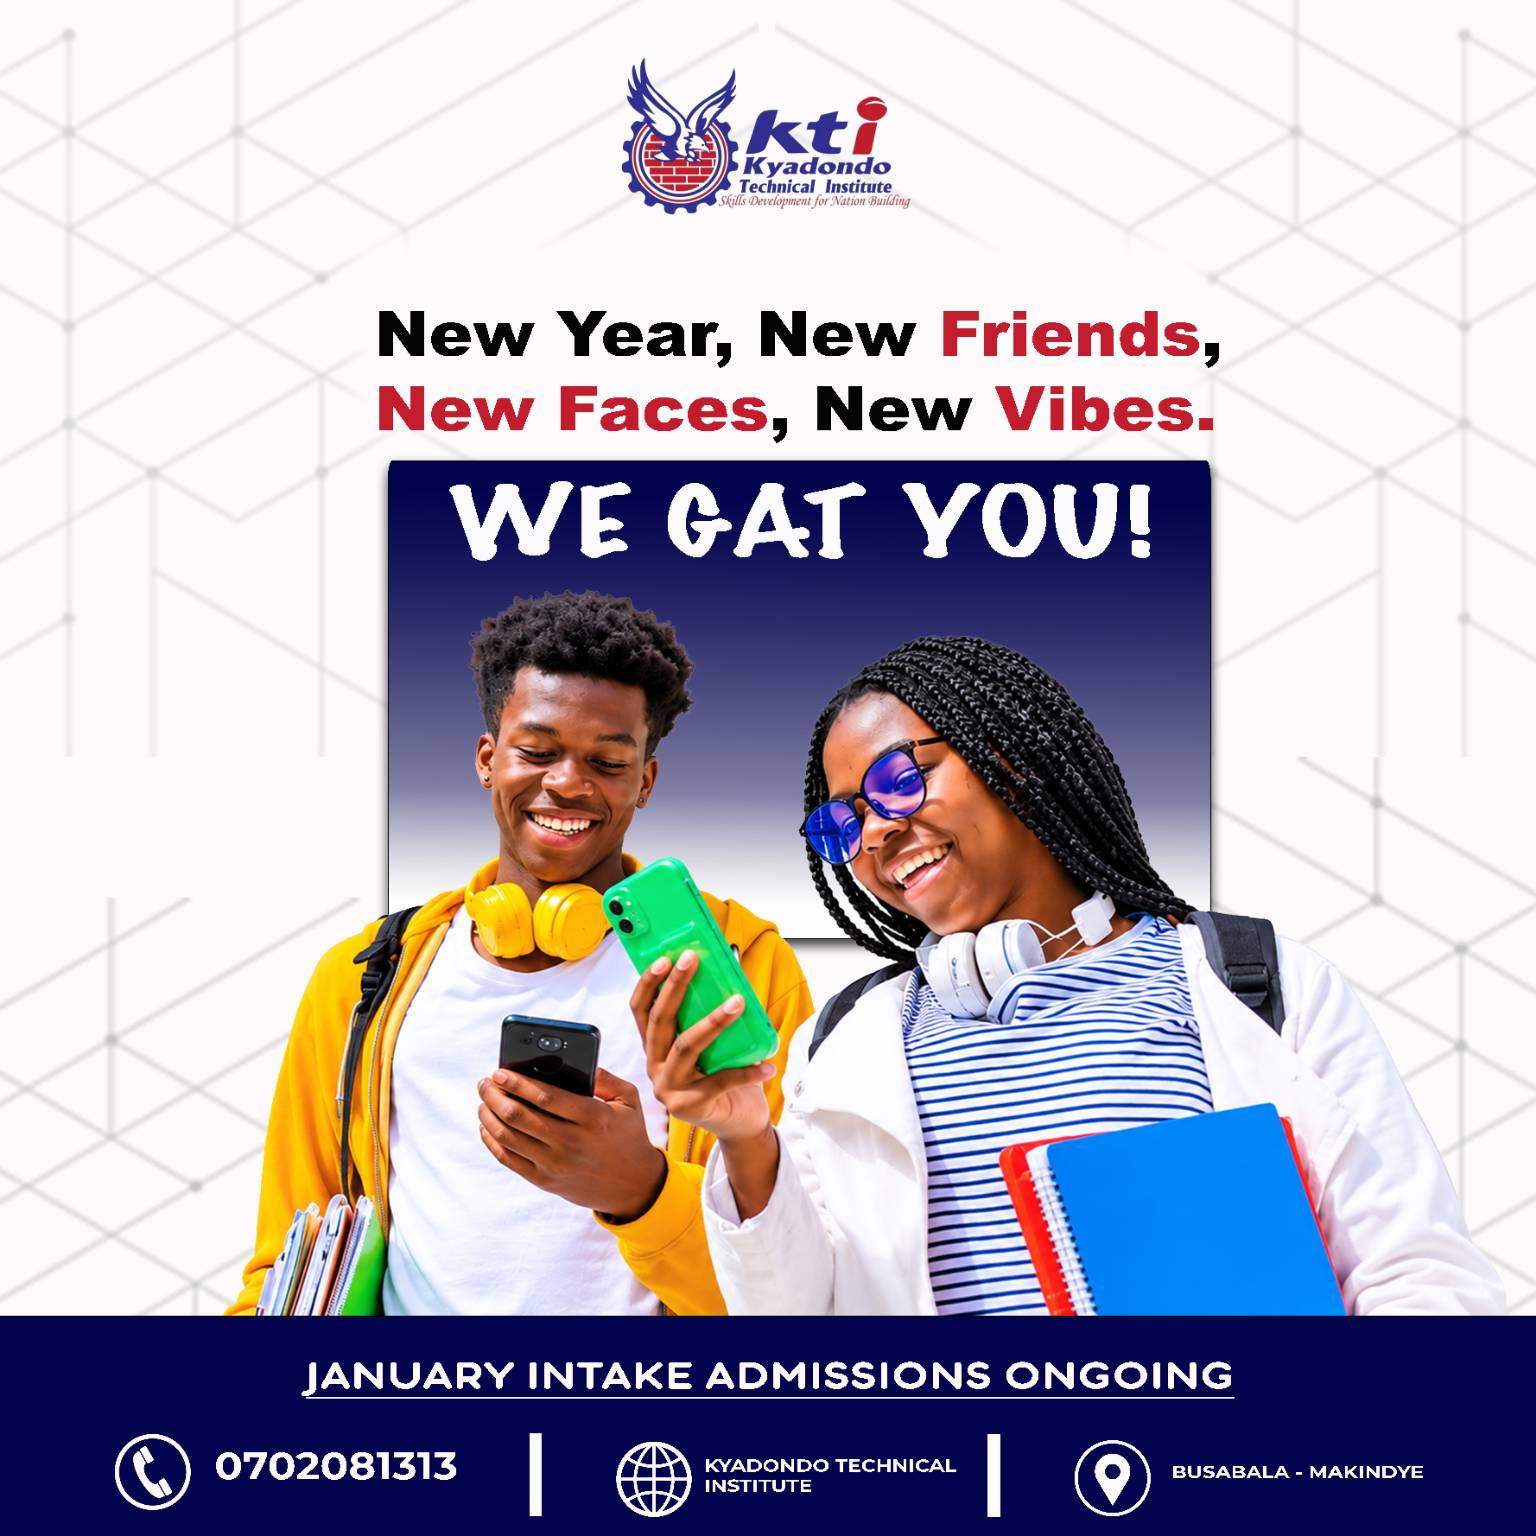 kti
Kyadondo
Technical Institute
Skills Development for Nation Building
New Year, New Friends,
New Faces, New Vibes.
WE GAT YOU!
JANUARY INTAKE ADMISSIONS ONGOING
0702081313
KYADONDO TECHNICAL
INSTITUTE
BUSABALA - MAKINDYE